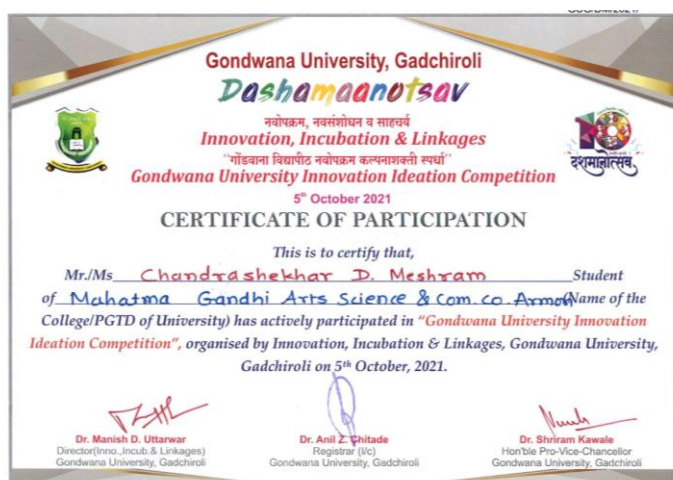 Gondwana University, Gadchiroli
Dashamaanotsav
नवोपक्रम, नवसंशोधन व साहचर्य
Innovation, Incubation & Linkages
"गोंडवाना विद्यापीठ नवोपक्रम कल्पनाशक्ती स्पर्धा"
Gondwana University Innovation Ideation Competition
10
दशमानोत्सव
5th October 2021
CERTIFICATE OF PARTICIPATION
This is to certify that,
Mr./Ms Chandrashekhar D. Meshram Student
of Mahatma Gandhi Arts Science & Com. co. Armori (Name of the
College/PGTD of University) has actively participated in “Gondwana University Innovation
Ideation Competition”, organised by Innovation, Incubation & Linkages, Gondwana University,
Gadchiroli on 5th October, 2021.
Dr. Manish D. Uttarwar
Director(Inno.,Incub.& Linkages)
Gondwana University, Gadchiroli
Dr. Anil Z. Chitade
Registrar (I/c)
Gondwana University, Gadchiroli
Dr. Shriram Kawale
Hon'ble Pro-Vice-Chancellor
Gondwana University, Gadchiroli